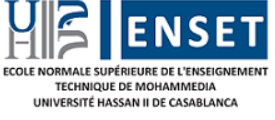 ENSET
ECOLE NORMALE SUPÉRIEURE DE L'ENSEIGNEMENT
TECHNIQUE DE MOHAMMEDIA
UNIVERSITÉ HASSAN II DE CASABLANCA